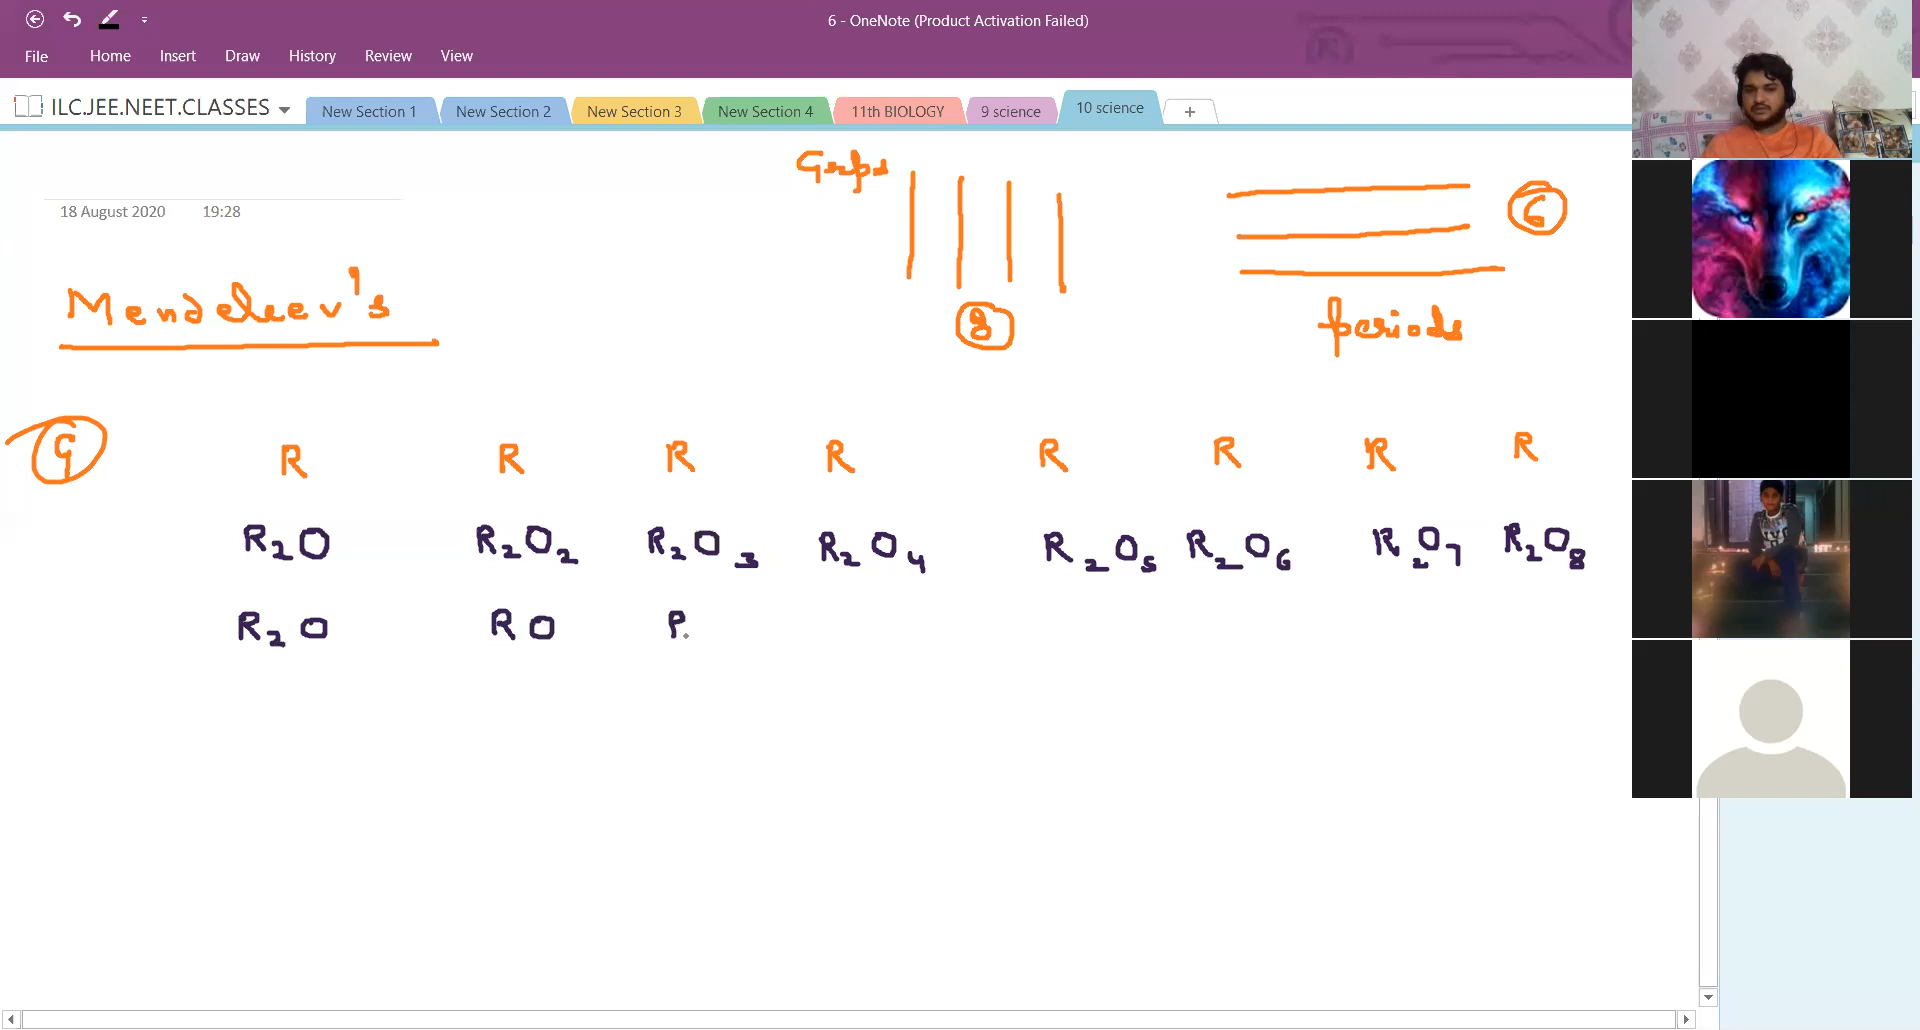 6 - OneNote (Product Activation Failed)
File Home Insert Draw History Review View
ILC.JEE.NEET.CLASSES New Section 1 New Section 2 New Section 3 New Section 4 11th BIOLOGY 9 science 10 science +
18 August 2020 19:28
Mendeleev's
8
6
periods
G
R R R R R R R R
R₂O R₂O₂ R₂O₃ R₂O₄ R₂O₅ R₂O₆ R₂O₇ R₂O₈
R₂O RO